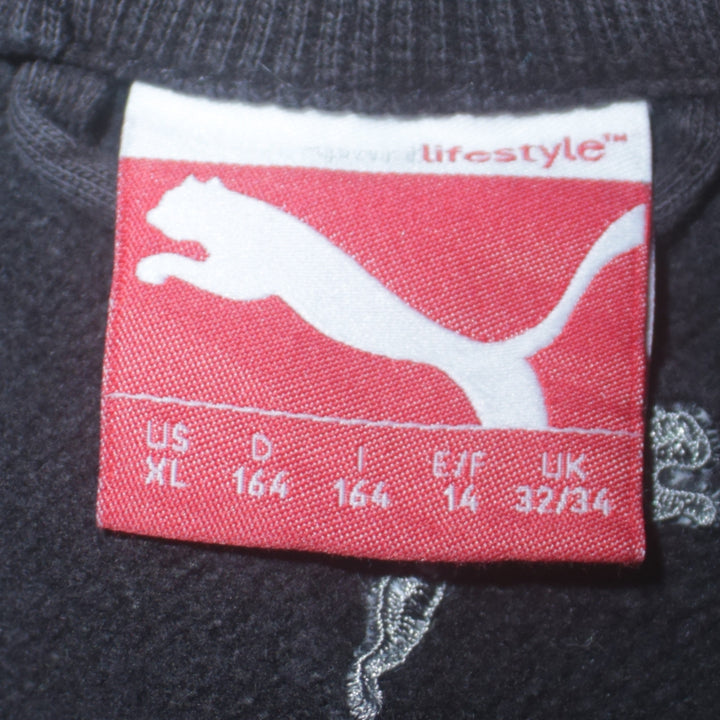 lifestyle™
US D I E/F UK
XL 164 164 14 32/34